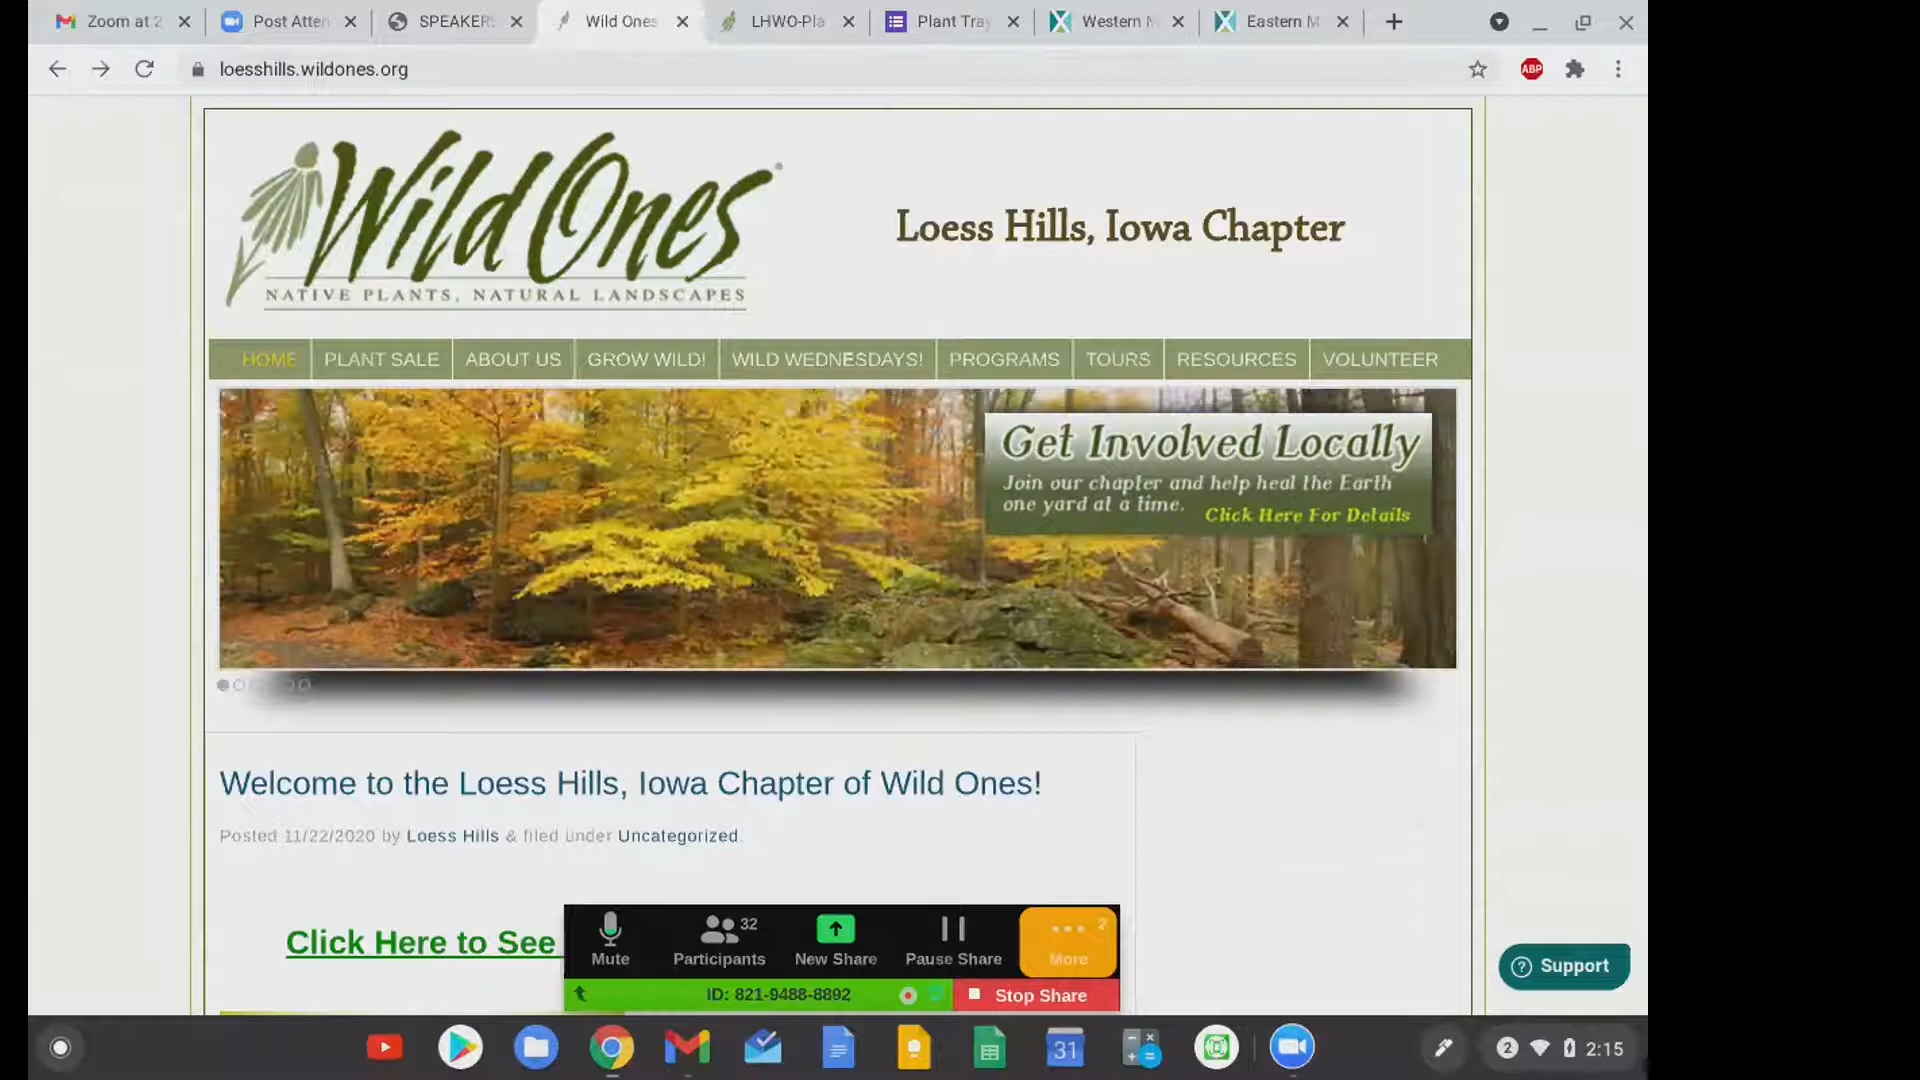 Zoom at 2
Post Atten
SPEAKER
Wild Ones
LHWO-Pla
Plant Tray
Western M
Eastern M
loesshills.wildones.org
ABP
Wild Ones
NATIVE PLANTS, NATURAL LANDSCAPES
Loess Hills, Iowa Chapter
HOME
PLANT SALE
ABOUT US
GROW WILD!
WILD WEDNESDAYS!
PROGRAMS
TOURS
RESOURCES
VOLUNTEER
Get Involved Locally
Join our chapter and help heal the Earth
one yard at a time.
Click Here For Details
Welcome to the Loess Hills, Iowa Chapter of Wild Ones!
Posted 11/22/2020 by Loess Hills & filed under Uncategorized.
Click Here to See
32
2
Mute
Participants
New Share
Pause Share
More
ID: 821-9488-8892
Stop Share
Support
31
2
2:15